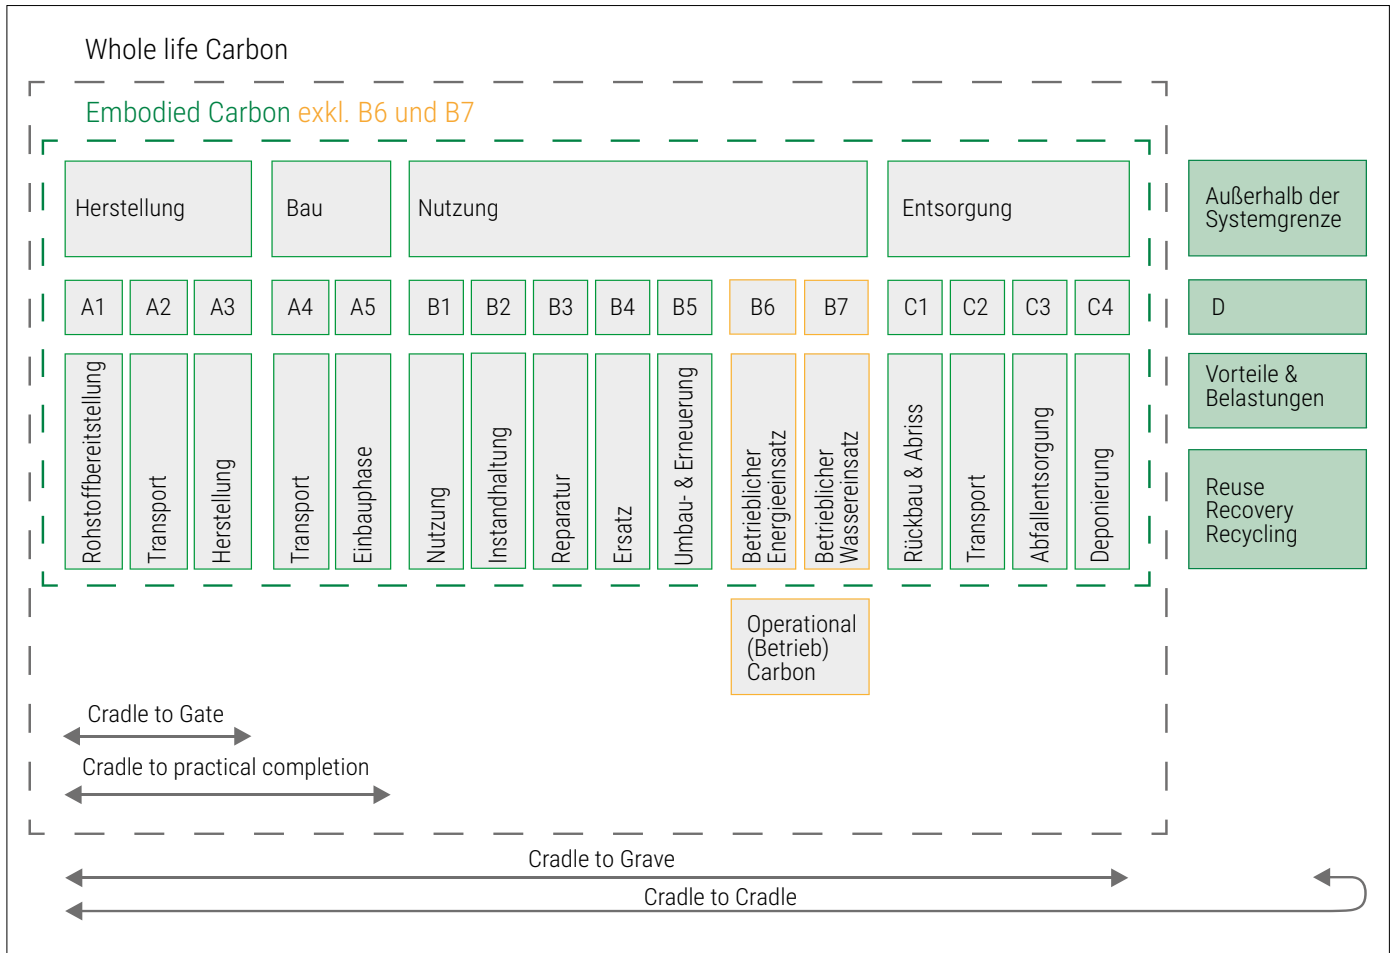 Whole life Carbon
Embodied Carbon exkl. B6 und B7
Herstellung
Bau
Nutzung
Entsorgung
Außerhalb der
Systemgrenze
A1
A2
A3
A4
A5
B1
B2
B3
B4
B5
B6
B7
C1
C2
C3
C4
D
Rohstoffbereitstellung
Transport
Herstellung
Transport
Einbauphase
Nutzung
Instandhaltung
Reparatur
Ersatz
Umbau- & Erneuerung
Betrieblicher
Energieeinsatz
Betrieblicher
Wassereinsatz
Rückbau & Abriss
Transport
Abfallentsorgung
Deponierung
Vorteile &
Belastungen
Reuse
Recovery
Recycling
Operational
(Betrieb)
Carbon
Cradle to Gate
Cradle to practical completion
Cradle to Grave
Cradle to Cradle